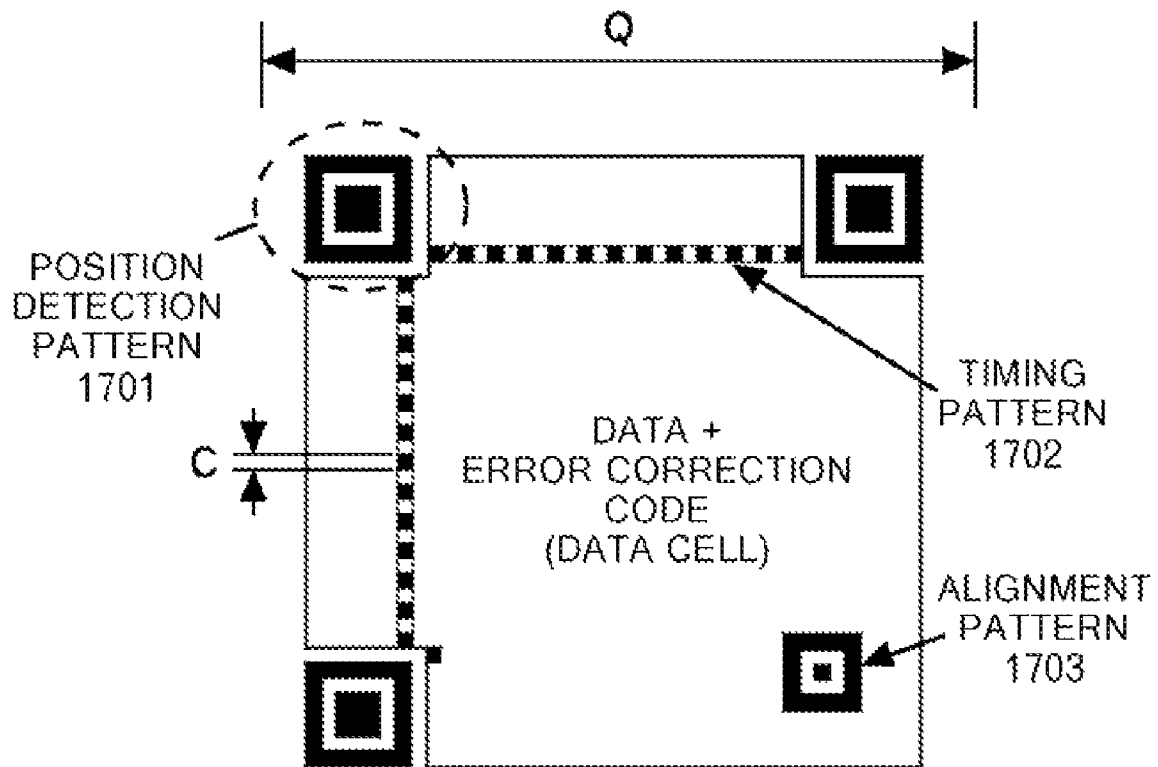 Q
POSITION
DETECTION
PATTERN
1701
C
DATA +
ERROR CORRECTION
CODE
(DATA CELL)
TIMING
PATTERN
1702
ALIGNMENT
PATTERN
1703